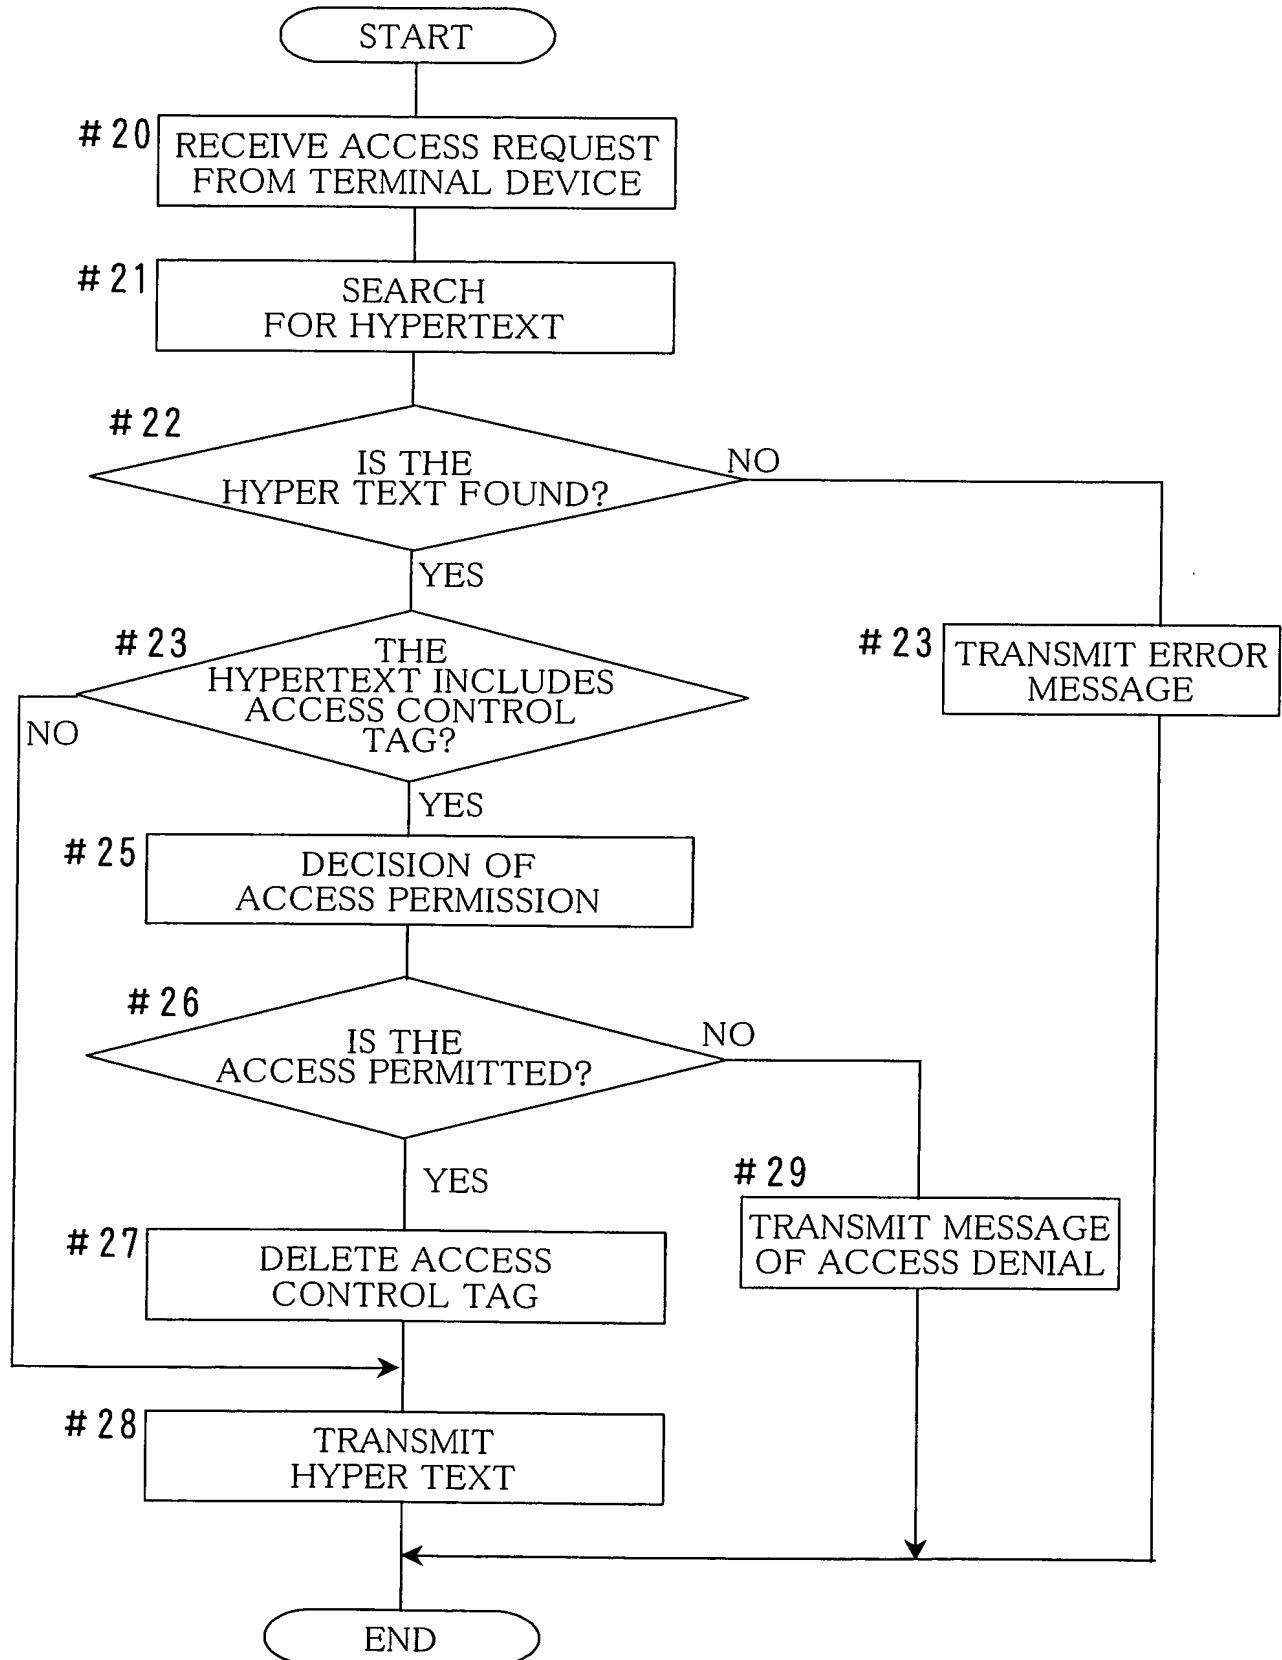 START
#20
RECEIVE ACCESS REQUEST
FROM TERMINAL DEVICE
#21
SEARCH
FOR HYPERTEXT
#22
IS THE
HYPER TEXT FOUND?
NO
YES
#23
THE
HYPERTEXT INCLUDES
ACCESS CONTROL
TAG?
NO
YES
#23
TRANSMIT ERROR
MESSAGE
#25
DECISION OF
ACCESS PERMISSION
#26
IS THE
ACCESS PERMITTED?
NO
YES
#29
TRANSMIT MESSAGE
OF ACCESS DENIAL
#27
DELETE ACCESS
CONTROL TAG
#28
TRANSMIT
HYPER TEXT
END